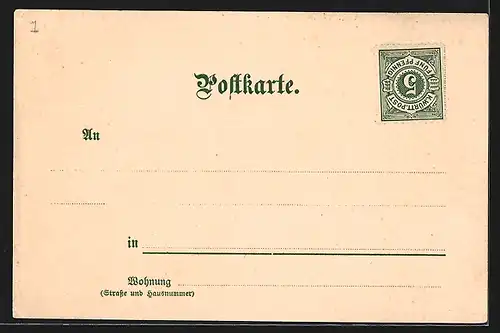 1
Postkarte.
K. WÜRTT. POST
5
FÜNF PFENNIG
An
in
Wohnung
(Straße und Hausnummer)